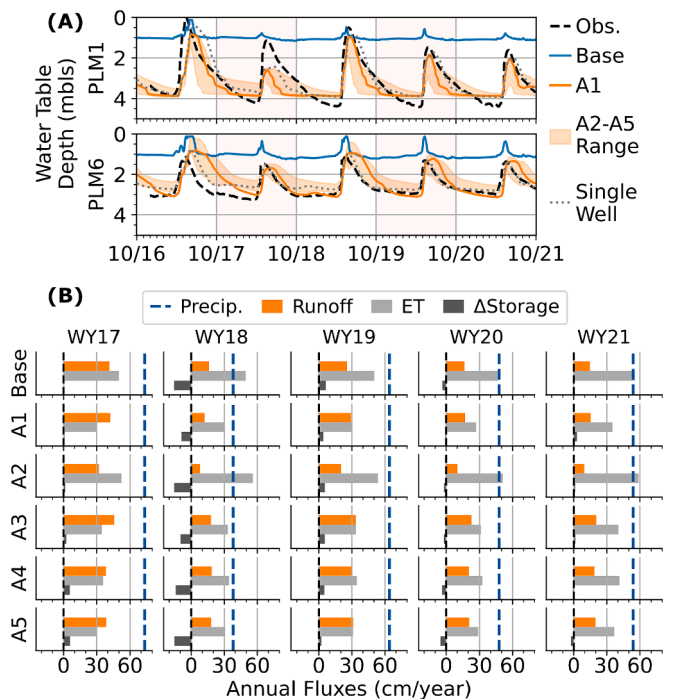 (A)
Water Table
Depth (mbls)
PLM1
0
2
4
PLM6
0
2
4
10/16 10/17 10/18 10/19 10/20 10/21
Obs.
Base
A1
A2-A5
Range
Single
Well
(B)
Precip. Runoff ET ΔStorage
WY17 WY18 WY19 WY20 WY21
Base
A1
A2
A3
A4
A5
0 30 60 0 30 60 0 30 60 0 30 60 0 30 60
Annual Fluxes (cm/year)